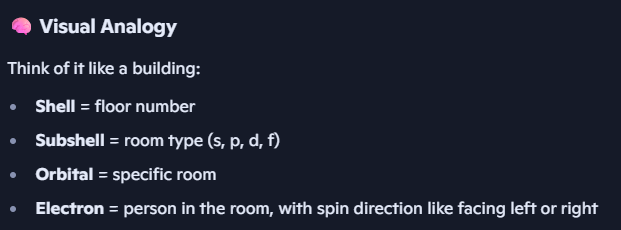 🧠 Visual Analogy
Think of it like a building:
• Shell = floor number
• Subshell = room type (s, p, d, f)
• Orbital = specific room
• Electron = person in the room, with spin direction like facing left or right